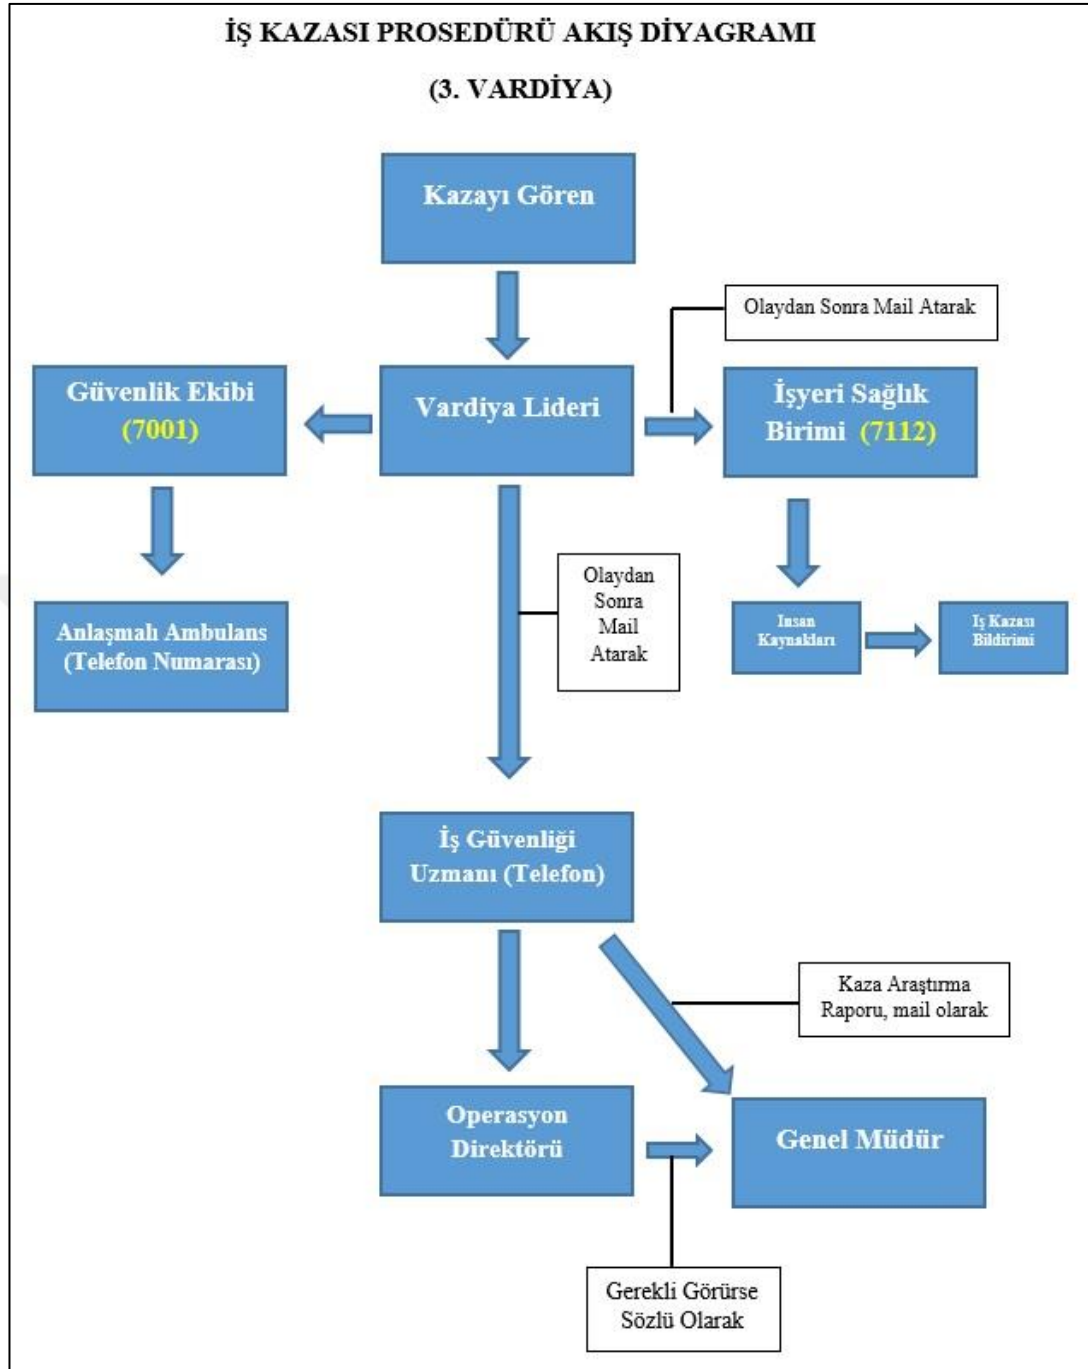 İŞ KAZASI PROSEDÜRÜ AKIŞ DİYAGRAMI
(3. VARDİYA)
Kazayı Gören
Olaydan Sonra Mail Atarak
Güvenlik Ekibi
(7001)
Vardiya Lideri
İşyeri Sağlık
Birimi (7112)
Olaydan
Sonra
Mail
Atarak
Anlaşmalı Ambulans
(Telefon Numarası)
İnsan
Kaynakları
İş Kazası
Bildirimi
İş Güvenliği
Uzmanı (Telefon)
Kaza Araştırma
Raporu, mail olarak
Operasyon
Direktörü
Genel Müdür
Gerekli Görürse
Sözlü Olarak